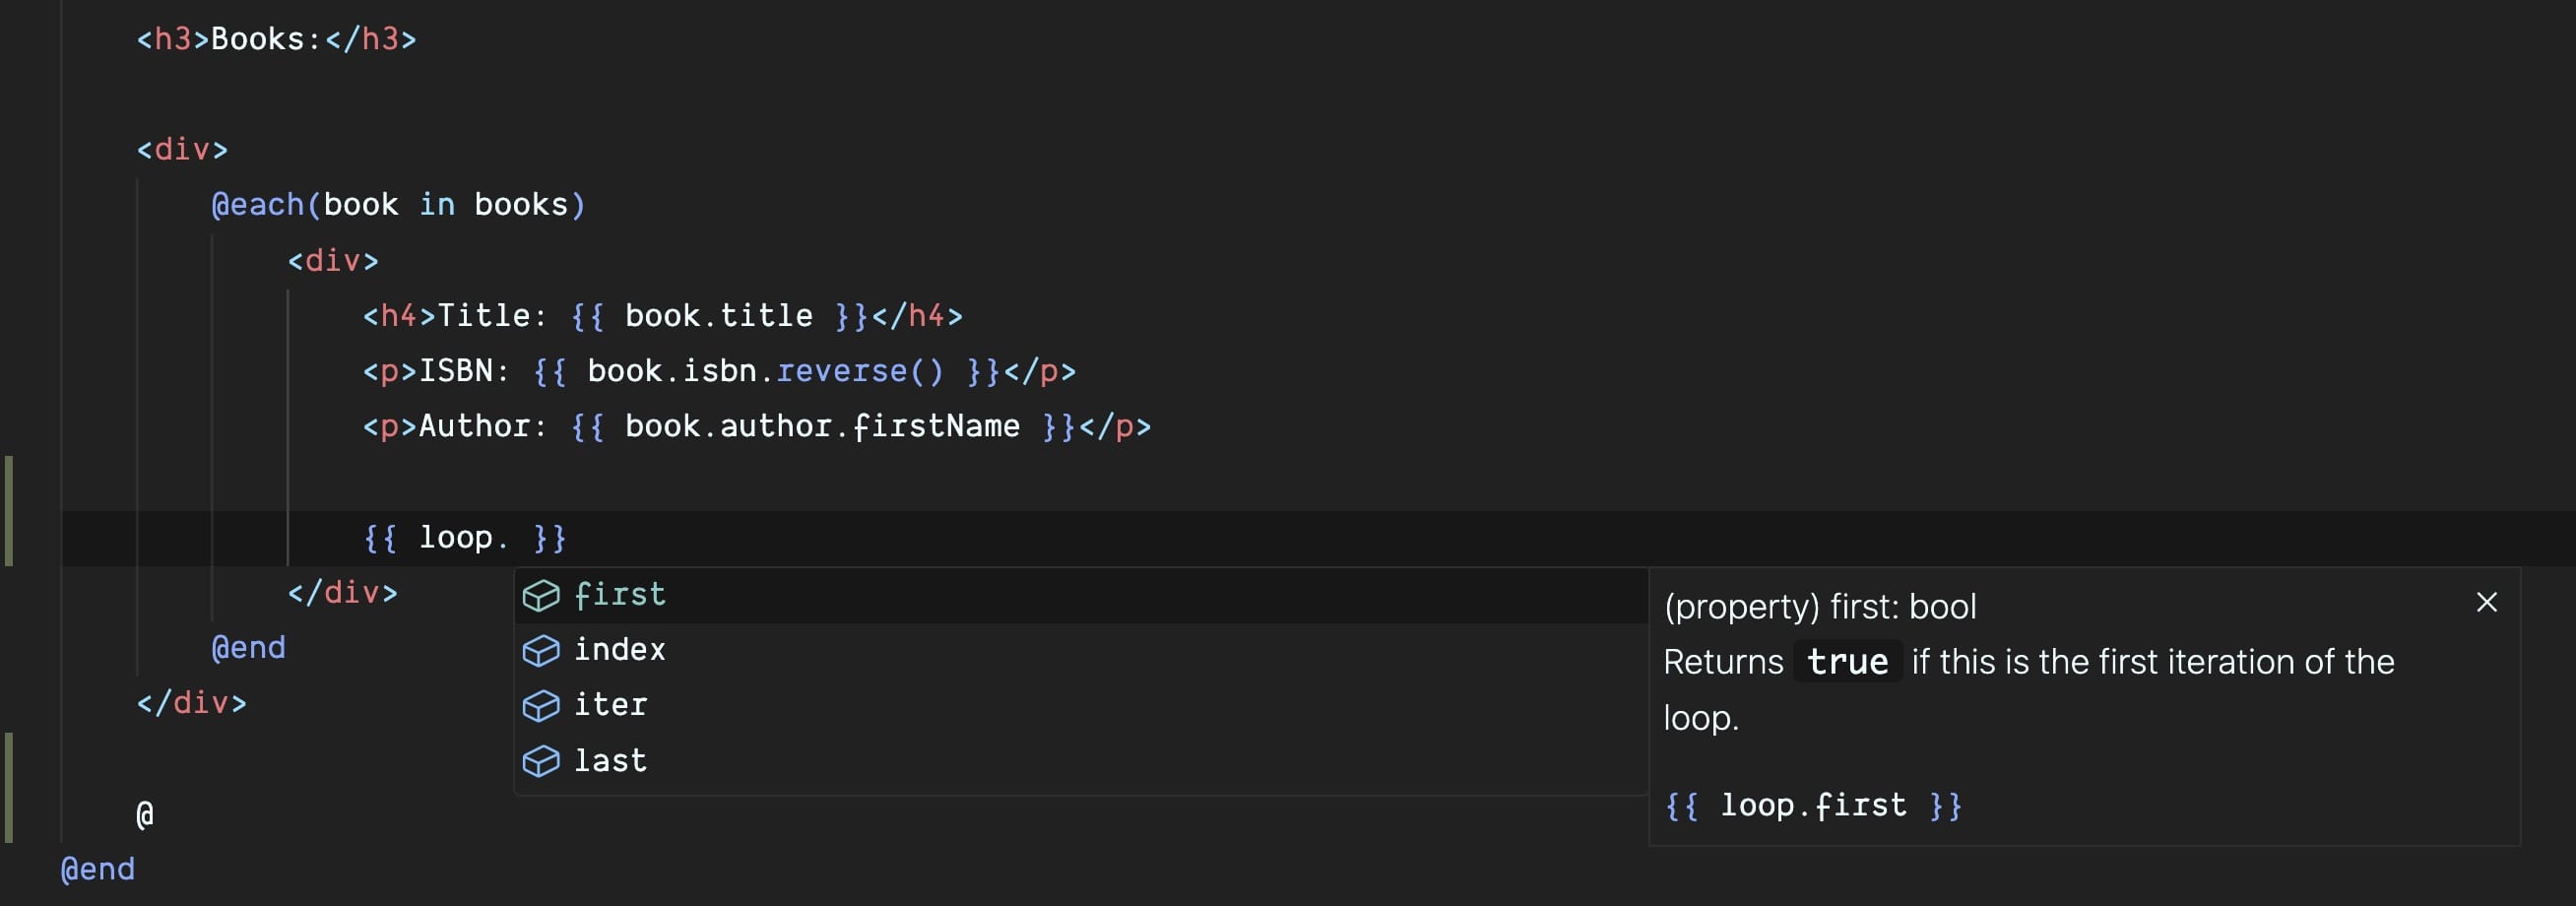 <h3>Books:</h3>
<div>
@each(book in books)
<div>
<h4>Title: {{ book.title }}</h4>
<p>ISBN: {{ book.isbn.reverse() }}</p>
<p>Author: {{ book.author.firstName }}</p>
{{ loop. }}
</div>
@end
</div>
@
@end
first
index
iter
last
(property) first: bool
Returns true if this is the first iteration of the
loop.
{{ loop.first }}